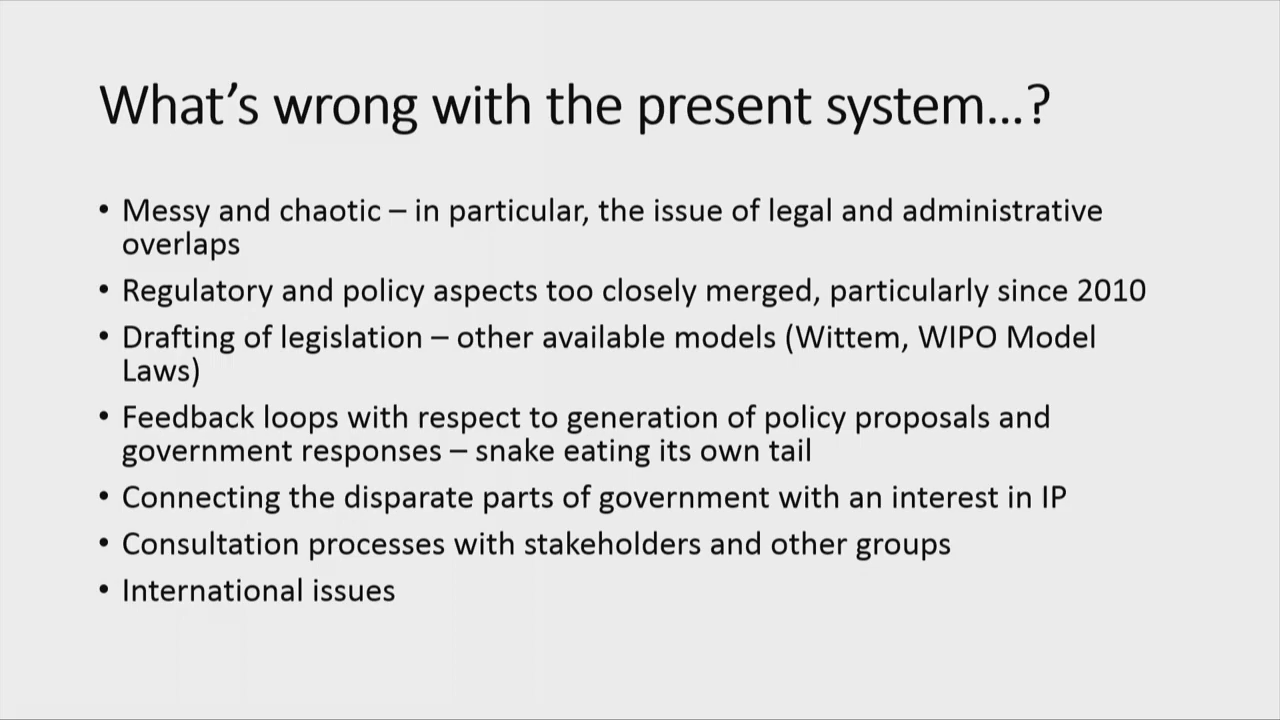 What’s wrong with the present system…?
• Messy and chaotic – in particular, the issue of legal and administrative
overlaps
• Regulatory and policy aspects too closely merged, particularly since 2010
• Drafting of legislation – other available models (Wittem, WIPO Model
Laws)
• Feedback loops with respect to generation of policy proposals and
government responses – snake eating its own tail
• Connecting the disparate parts of government with an interest in IP
• Consultation processes with stakeholders and other groups
• International issues